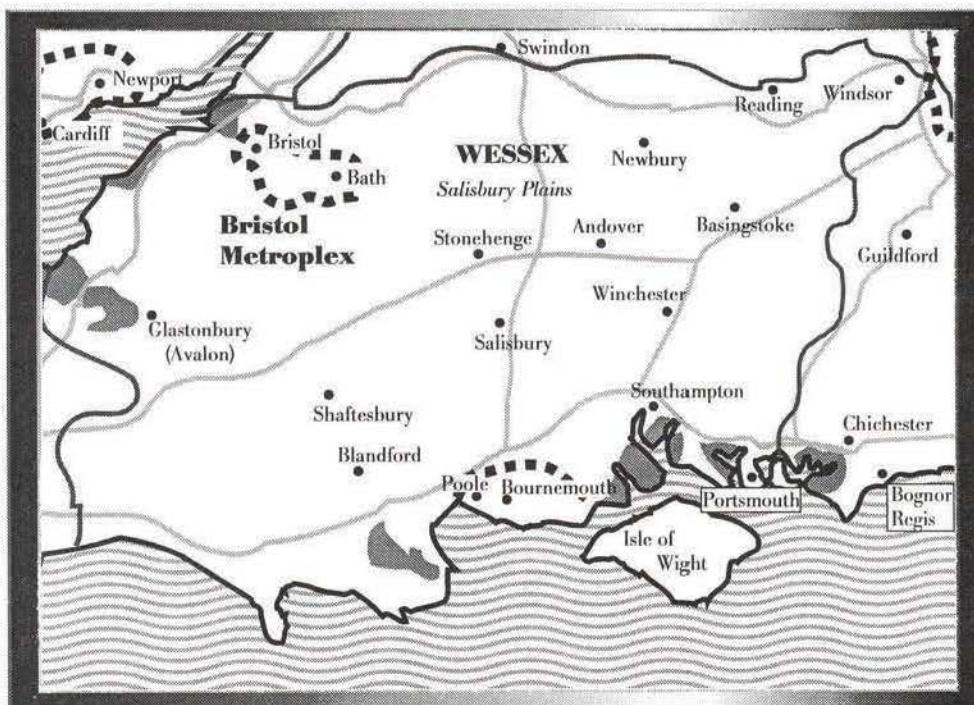 Swindon
Newport
Reading
Windsor
Cardiff
Bristol
WESSEX
Newbury
Bath
Salisbury Plains
Bristol
Metroplex
Stonehenge
Andover
Basingstoke
Guildford
Winchester
Glastonbury
(Avalon)
Salisbury
Shaftesbury
Southampton
Chichester
Blandford
Poole
Bournemouth
Portsmouth
Bognor
Regis
Isle of
Wight